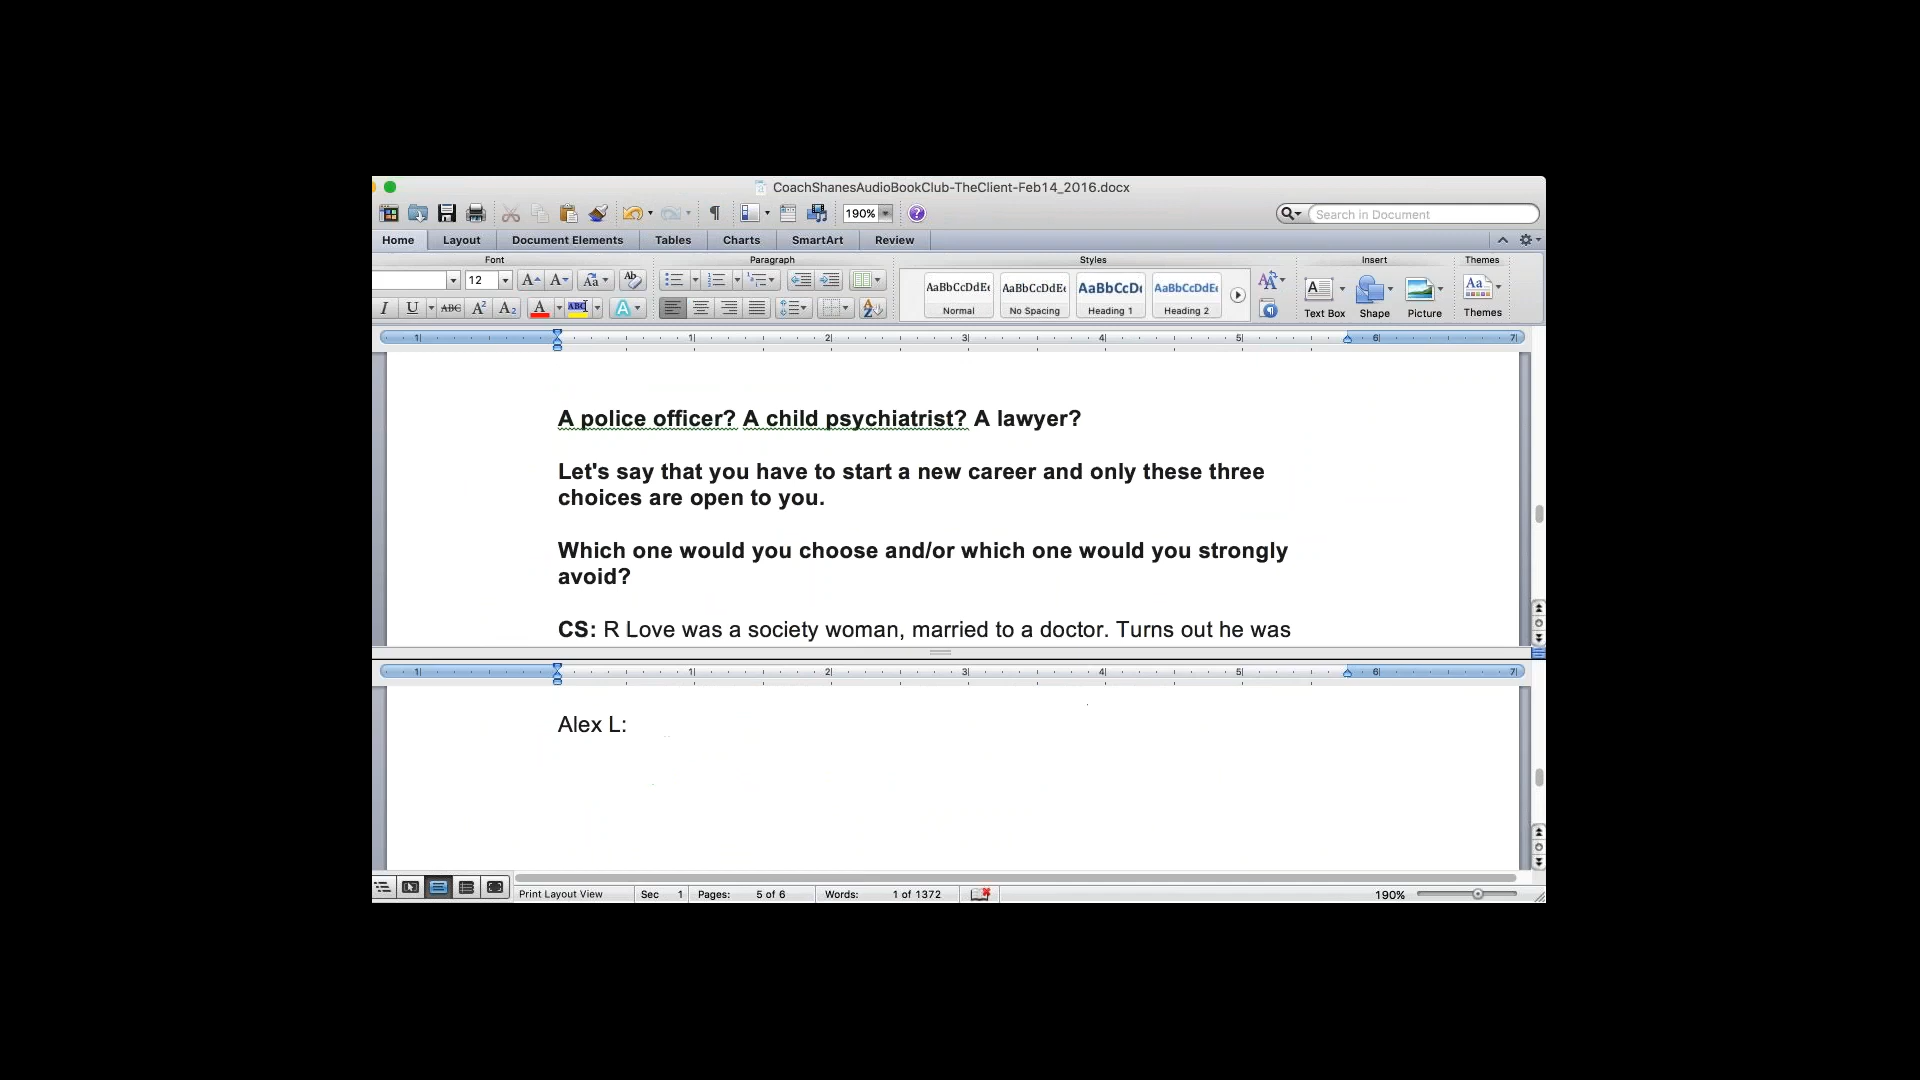 CoachShanesAudioBookClub-TheClient-Feb14_2016.docx
190%
Search in Document
Home Layout Document Elements Tables Charts SmartArt Review
Font Paragraph Styles Insert Themes
12
AaBbCcDdEe AaBbCcDdEe AaBbCcDc AaBbCcDdEe
Normal No Spacing Heading 1 Heading 2
Text Box Shape Picture Themes
A police officer? A child psychiatrist? A lawyer?
Let's say that you have to start a new career and only these three
choices are open to you.
Which one would you choose and/or which one would you strongly
avoid?
CS: R Love was a society woman, married to a doctor. Turns out he was
Alex L:
Print Layout View Sec 1 Pages: 5 of 6 Words: 1 of 1372 190%